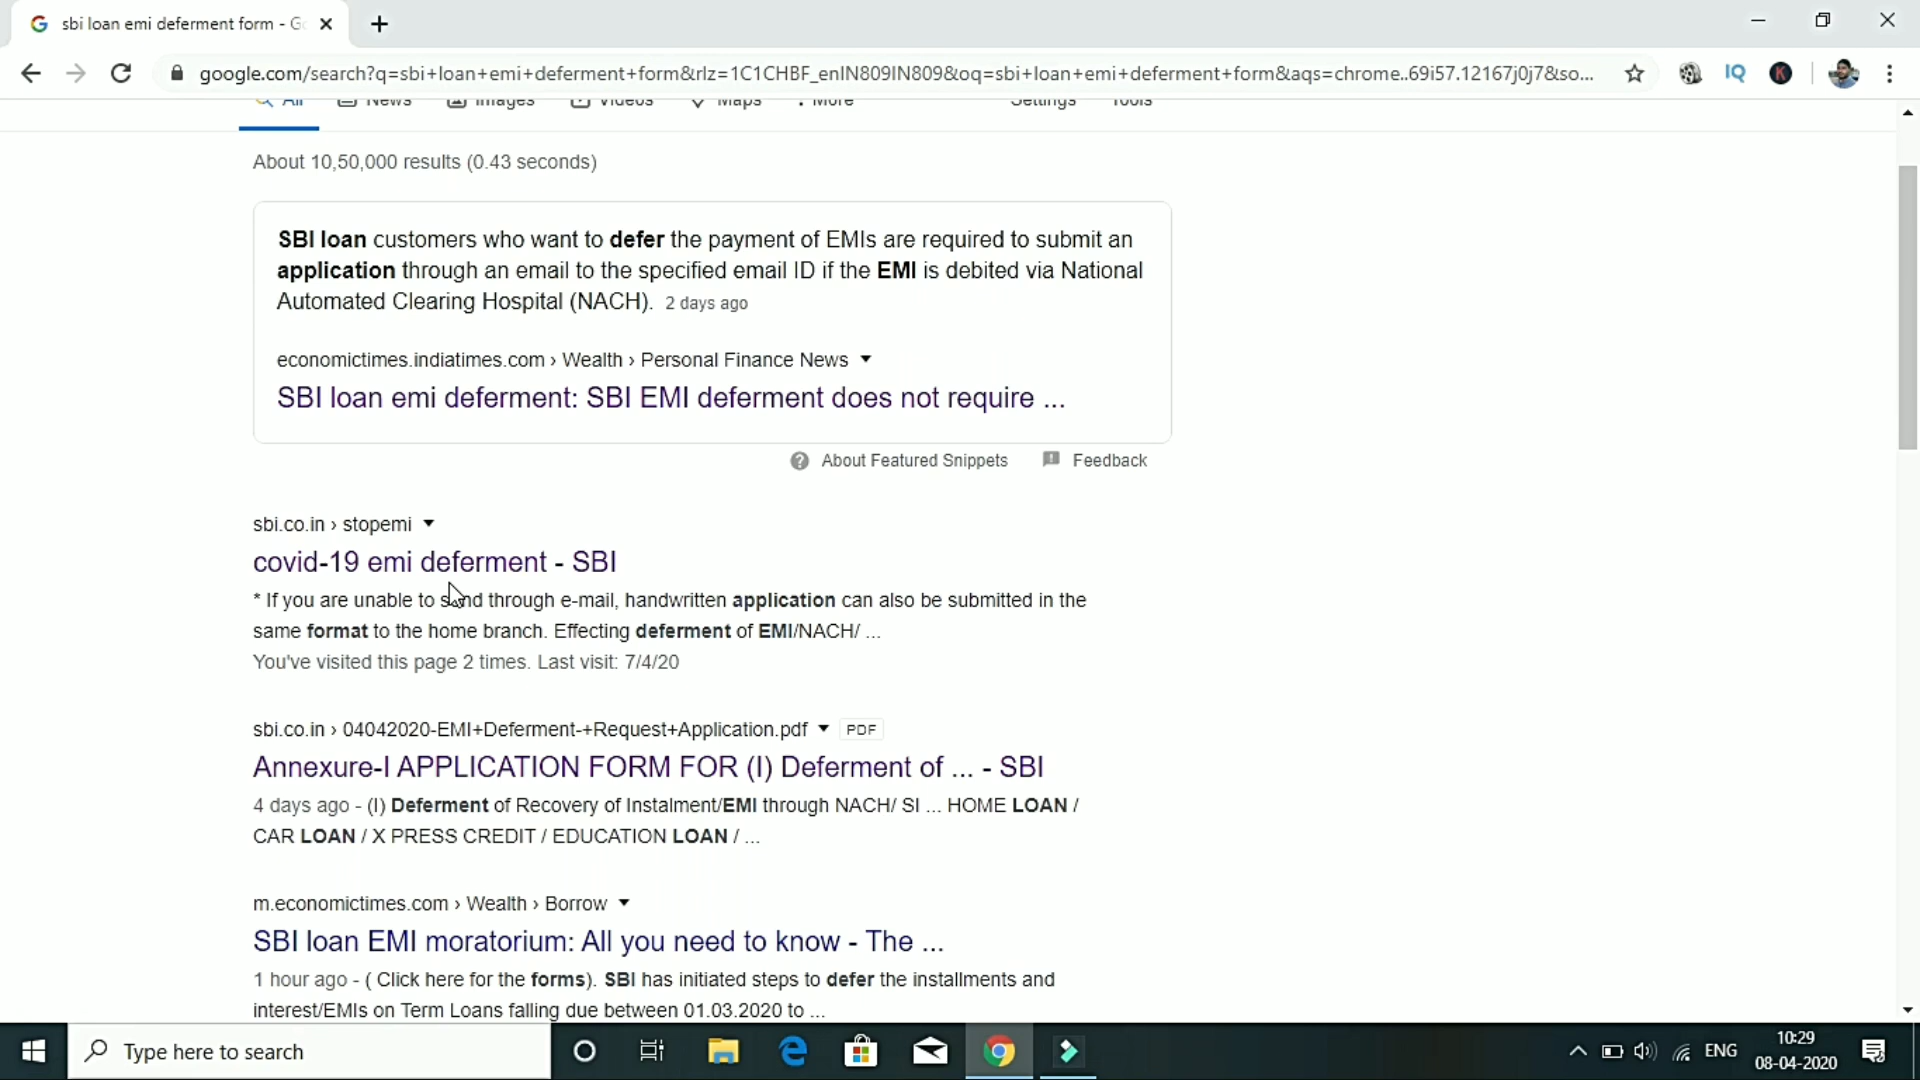 sbi loan emi deferment form - G
google.com/search?q=sbi+loan+emi+deferment+form&rlz=1C1CHBF_enIN809IN809&oq=sbi+loan+emi+deferment+form&aqs=chrome..69i57.12167j0j7&so...
IQ
K
All News Images Videos Maps More Settings Tools
About 10,50,000 results (0.43 seconds)
SBI loan customers who want to defer the payment of EMIs are required to submit an
application through an email to the specified email ID if the EMI is debited via National
Automated Clearing Hospital (NACH). 2 days ago
economictimes.indiatimes.com › Wealth › Personal Finance News
SBI loan emi deferment: SBI EMI deferment does not require ...
About Featured Snippets Feedback
sbi.co.in › stopemi
covid-19 emi deferment - SBI
* If you are unable to send through e-mail, handwritten application can also be submitted in the
same format to the home branch. Effecting deferment of EMI/NACH/ ...
You've visited this page 2 times. Last visit: 7/4/20
sbi.co.in › 04042020-EMI+Deferment-+Request+Application.pdf PDF
Annexure-I APPLICATION FORM FOR (I) Deferment of ... - SBI
4 days ago - (I) Deferment of Recovery of Instalment/EMI through NACH/ SI ... HOME LOAN /
CAR LOAN / X PRESS CREDIT / EDUCATION LOAN / ...
m.economictimes.com › Wealth › Borrow
SBI loan EMI moratorium: All you need to know - The ...
1 hour ago - ( Click here for the forms). SBI has initiated steps to defer the installments and
interest/EMIs on Term Loans falling due between 01.03.2020 to ...
Type here to search
ENG
10:29
08-04-2020